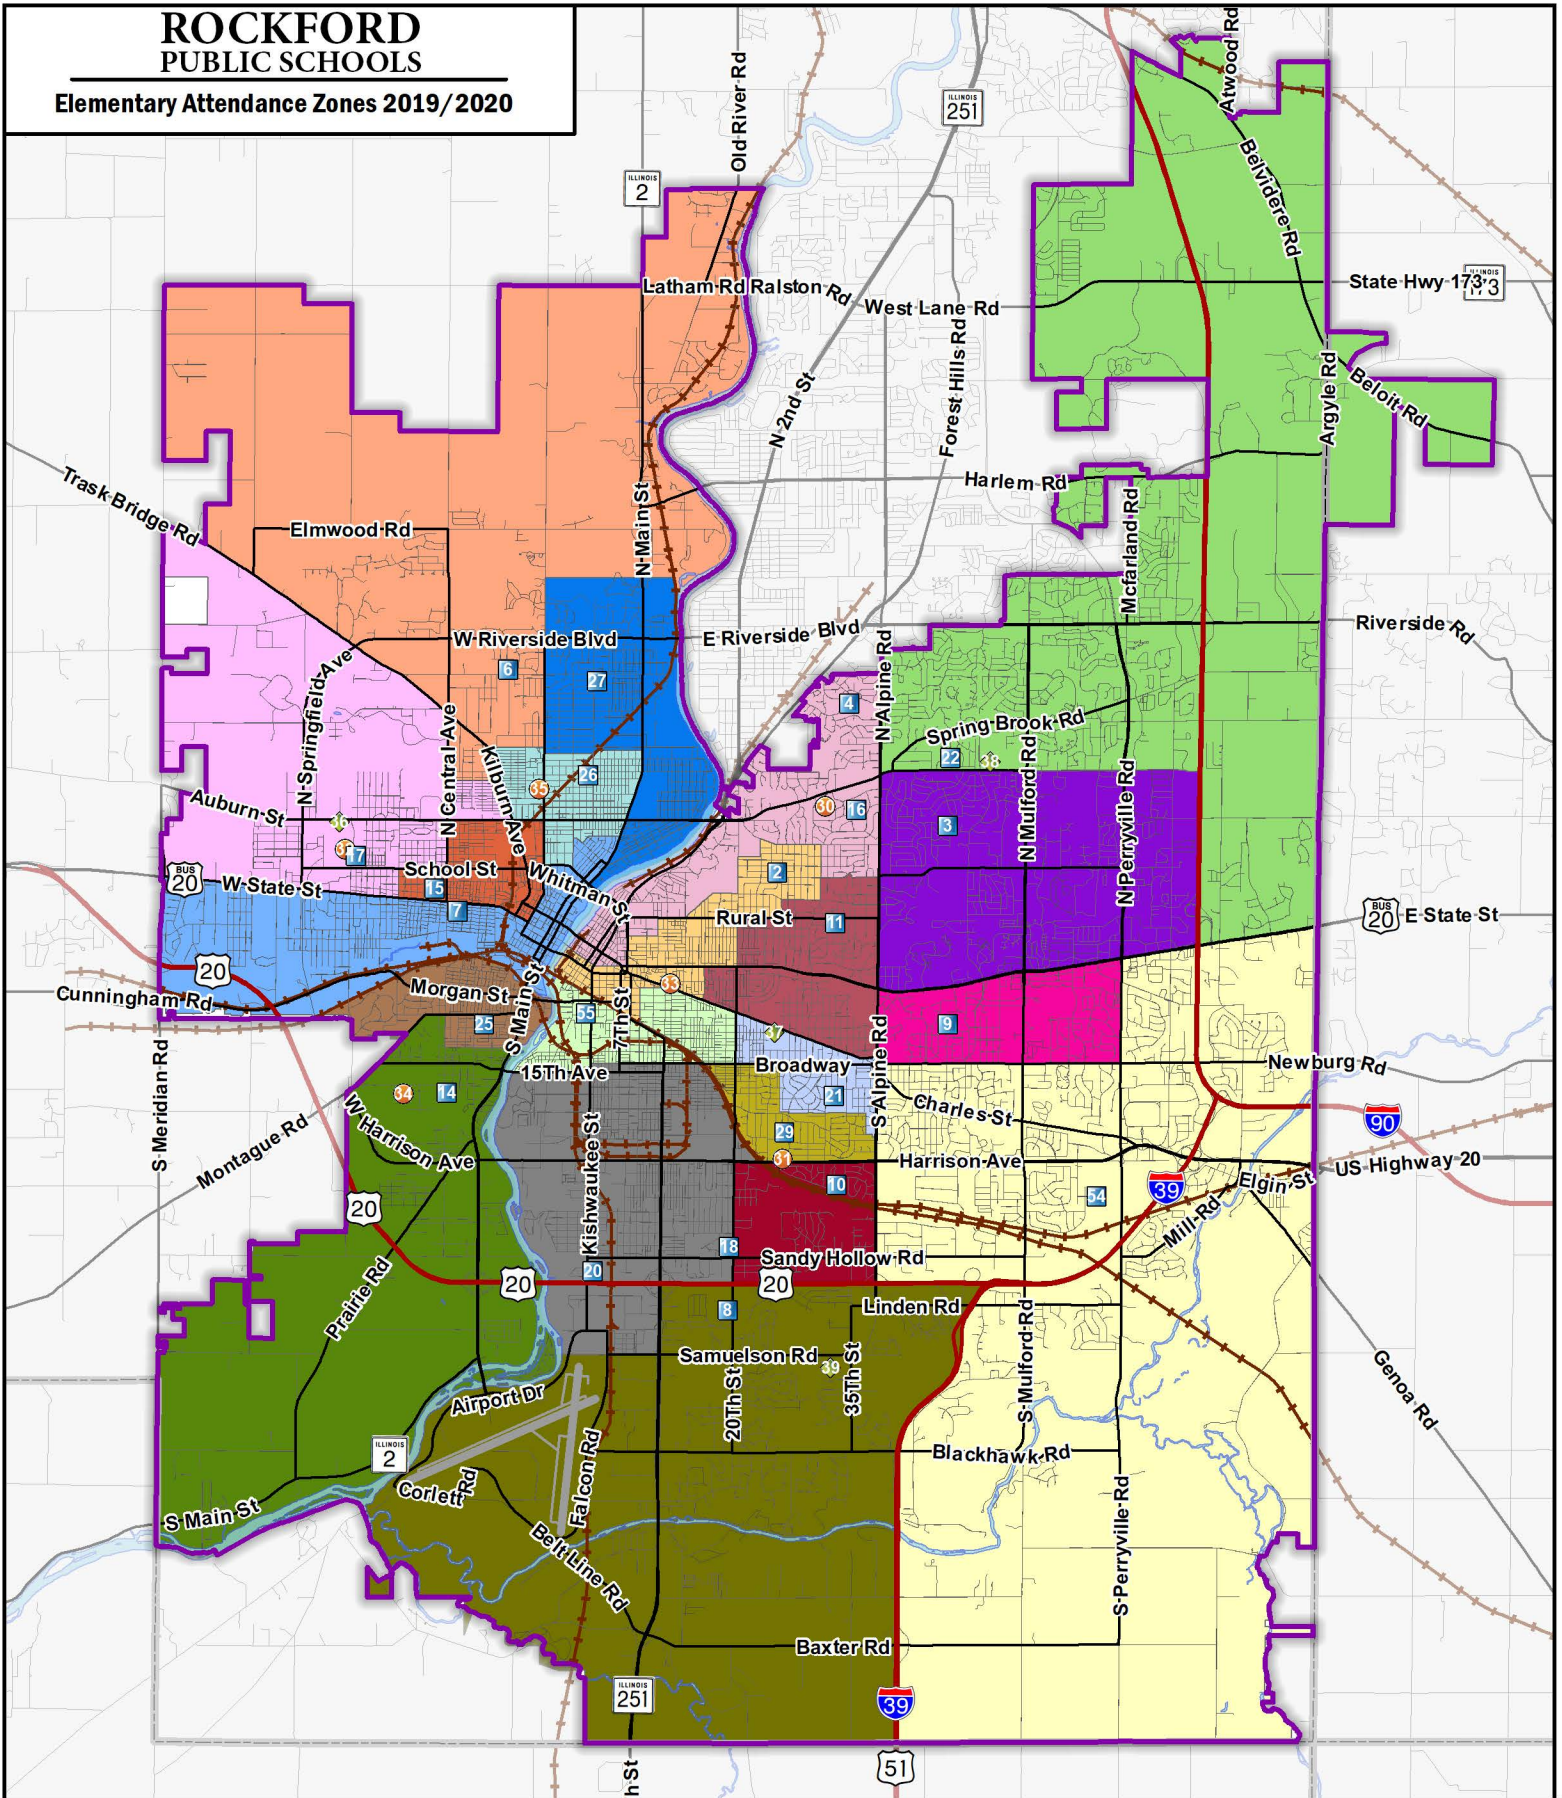 ROCKFORD
PUBLIC SCHOOLS
Elementary Attendance Zones 2019/2020
Old River Rd
ILLINOIS
251
Atwood Rd
ILLINOIS
2
Belvidere Rd
Latham Rd
Ralston Rd
West Lane Rd
State Hwy 173
ILLINOIS
173
Forest Hills Rd
N 2nd St
Argyle Rd
Beloit Rd
Trask Bridge Rd
Elmwood Rd
N Main St
Harlem Rd
Mcfarland Rd
W Riverside Blvd
E Riverside Blvd
Riverside Rd
6
27
N Springfield Ave
N Central Ave
Kilburn Ave
4
N Alpine Rd
Spring Brook Rd
22
38
N Mulford Rd
N Perryville Rd
26
35
Auburn St
36
17
30
16
3
BUS
20
W State St
School St
15
7
Whitman St
2
Rural St
11
BUS
20
E State St
20
Cunningham Rd
Morgan St
25
S Main St
55
7Th St
33
37
9
S Alpine Rd
S Meridian Rd
15Th Ave
Broadway
Newburg Rd
34
14
21
Charles St
90
W Harrison Ave
Montague Rd
Kishwaukee St
29
31
Harrison Ave
10
54
39
Elgin St
US Highway 20
Mill Rd
20
18
20
Sandy Hollow Rd
20
20
Prairie Rd
8
Linden Rd
S Mulford Rd
Samuelson Rd
39
35Th St
20Th St
Genoa Rd
Airport Dr
ILLINOIS
2
Corlett Rd
Falcon Rd
Blackhawk Rd
S Perryville Rd
S Main St
Belt Line Rd
Baxter Rd
ILLINOIS
251
39
51
h St